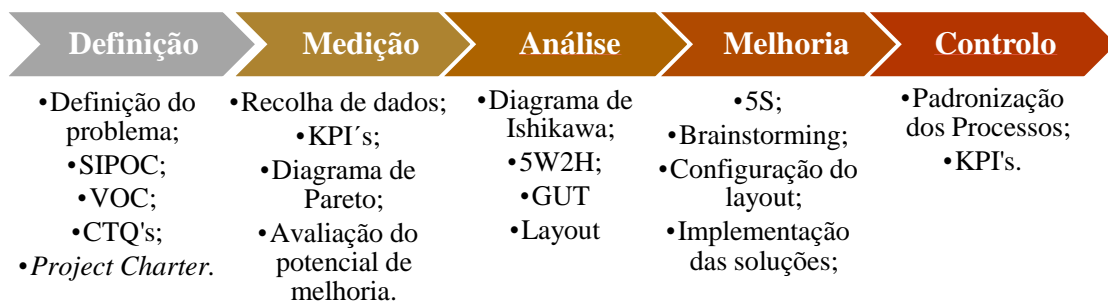 Definição
•Definição do
problema;
•SIPOC;
•VOC;
•CTQ's;
•Project Charter.
Medição
•Recolha de dados;
•KPI´s;
•Diagrama de
Pareto;
•Avaliação do
potencial de
melhoria.
Análise
•Diagrama de
Ishikawa;
•5W2H;
•GUT
•Layout
Melhoria
•5S;
•Brainstorming;
•Configuração do
layout;
•Implementação
das soluções;
Controlo
•Padronização
dos Processos;
•KPI's.